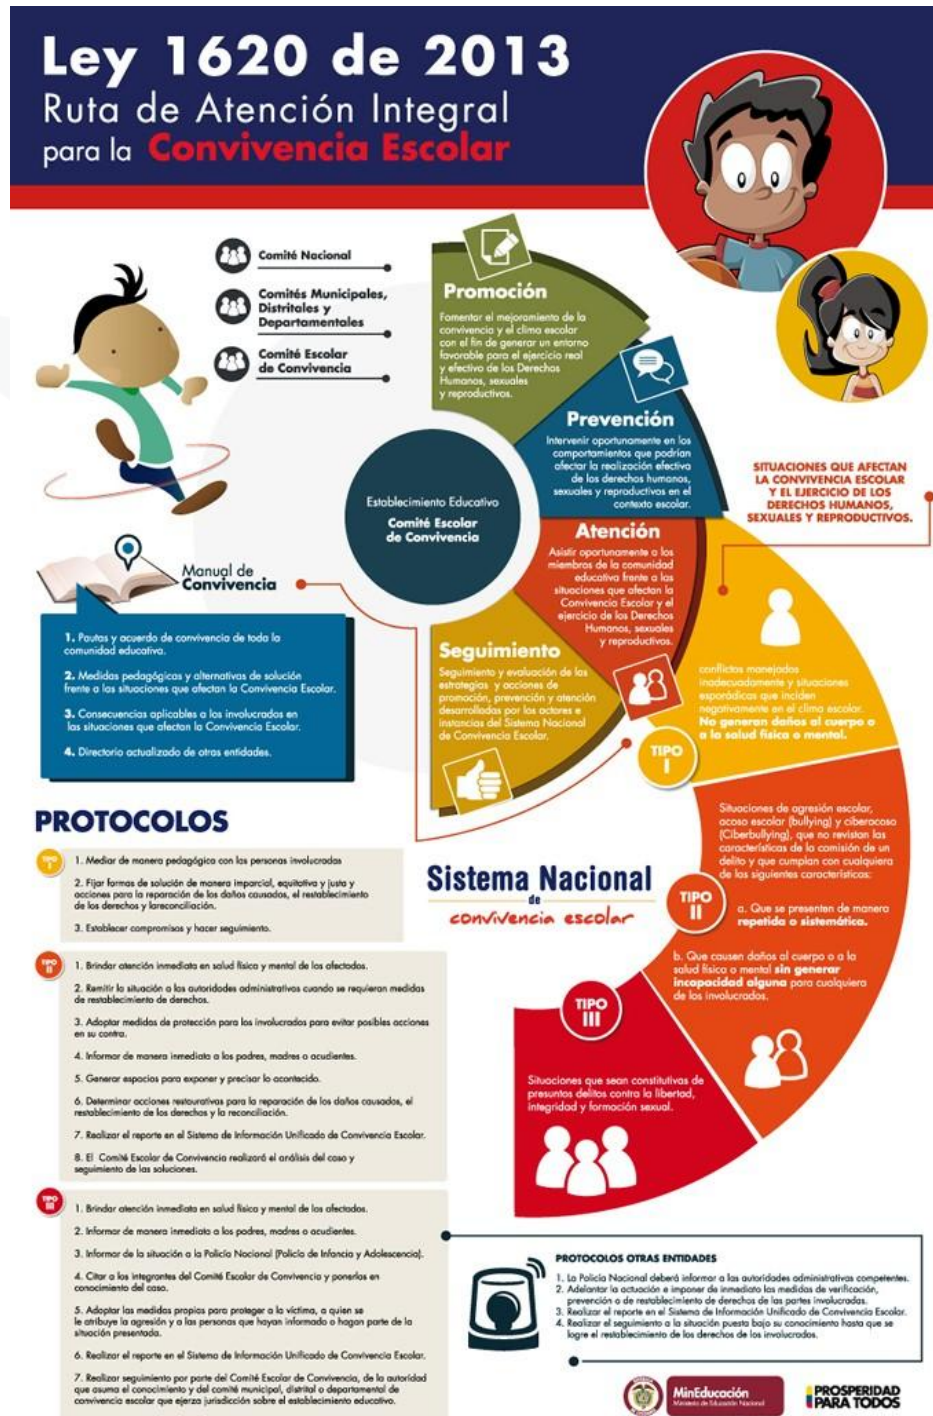 Ley 1620 de 2013
Ruta de Atención Integral
para la Convivencia Escolar
Comité Nacional
Comités Municipales,
Distritales y
Departamentales
Comité Escolar
de Convivencia
Promoción
Fomentar el mejoramiento de la
convivencia y el clima escolar
con el fin de generar un entorno
favorable para el ejercicio real
y efectivo de los Derechos
Humanos, sexuales
y reproductivos.
Prevención
Intervenir oportunamente en los
comportamientos que podrían
afectar la realización efectiva
de los derechos humanos,
sexuales y reproductivos en el
contexto escolar.
SITUACIONES QUE AFECTAN
LA CONVIVENCIA ESCOLAR
Y EL EJERCICIO DE LOS
DERECHOS HUMANOS,
SEXUALES Y REPRODUCTIVOS.
Establecimiento Educativo
Comité Escolar
de Convivencia
Atención
Asistir oportunamente a los
miembros de la comunidad
educativa frente a las
situaciones que afectan la
Convivencia Escolar y el
ejercicio de los Derechos
Humanos, sexuales
y reproductivos.
Manual de
Convivencia
1. Pautas y acuerdo de convivencia de toda la
comunidad educativa.
2. Medidas pedagógicas y alternativas de solución
frente a las situaciones que afectan la Convivencia Escolar.
3. Consecuencias aplicables a los involucrados en
las situaciones que afectan la Convivencia Escolar.
4. Directorio actualizado de otras entidades.
Seguimiento
Seguimiento y evaluación de las
estrategias y acciones de
promoción, prevención y atención
desarrolladas por los actores e
instancias del Sistema Nacional
de Convivencia Escolar.
conflictos manejados
inadecuadamente y situaciones
esporádicas que inciden
negativamente en el clima escolar.
No generan daños al cuerpo o
a la salud física o mental.
TIPO
I
Situaciones de agresión escolar,
acoso escolar (bullying) y ciberacoso
(Ciberbullying), que no revistan las
características de la comisión de un
delito y que cumplan con cualquiera
de las siguientes características:
TIPO
II
a. Que se presenten de manera
repetida o sistemática.
b. Que causen daños al cuerpo o a la
salud física o mental sin generar
incapacidad alguna para cualquiera
de los involucrados.
TIPO
III
Situaciones que sean constitutivas de
presuntos delitos contra la libertad,
integridad y formación sexual.
Sistema Nacional
de
convivencia escolar
PROTOCOLOS
TIPO
I
1. Mediar de manera pedagógica con las personas involucradas
2. Fijar formas de solución de manera imparcial, equitativa y justa y
acciones para la reparación de los daños causados, el restablecimiento
de los derechos y lareconciliación.
3. Establecer compromisos y hacer seguimiento.
TIPO
II
1. Brindar atención inmediata en salud física y mental de los afectados.
2. Remitir la situación a las autoridades administrativas cuando se requieran medidas
de restablecimiento de derechos.
3. Adoptar medidas de protección para los involucrados para evitar posibles acciones
en su contra.
4. Informar de manera inmediata a los padres, madres o acudientes.
5. Generar espacios para exponer y precisar lo acontecido.
6. Determinar acciones restaurativas para la reparación de los daños causados, el
restablecimiento de los derechos y la reconciliación.
7. Realizar el reporte en el Sistema de Información Unificado de Convivencia Escolar.
8. El Comité Escolar de Convivencia realizará el análisis del caso y
seguimiento de las soluciones.
TIPO
III
1. Brindar atención inmediata en salud física y mental de los afectados.
2. Informar de manera inmediata a los padres, madres o acudientes.
3. Informar de la situación a la Policía Nacional (Policía de Infancia y Adolescencia).
4. Citar a los integrantes del Comité Escolar de Convivencia y ponerlos en
conocimiento del caso.
5. Adoptar las medidas propias para proteger a la víctima, a quien se
le atribuye la agresión y a las personas que hayan informado o hagan parte de la
situación presentada.
6. Realizar el reporte en el Sistema de Información Unificado de Convivencia Escolar.
7. Realizar seguimiento por parte del Comité Escolar de Convivencia, de la autoridad
que asuma el conocimiento y del comité municipal, distrital o departamental de
convivencia escolar que ejerza jurisdicción sobre el establecimiento educativo.
PROTOCOLOS OTRAS ENTIDADES
1. La Policía Nacional deberá informar a las autoridades administrativas competentes.
2. Adelantar la actuación e imponer de inmediato las medidas de verificación,
prevención o de restablecimiento de derechos de las partes involucradas.
3. Realizar el reporte en el Sistema de Información Unificado de Convivencia Escolar.
4. Realizar el seguimiento a la situación puesta bajo su conocimiento hasta que se
logre el restablecimiento de los derechos de los involucrados.
MinEducación
Ministerio de Educación Nacional
PROSPERIDAD
PARA TODOS